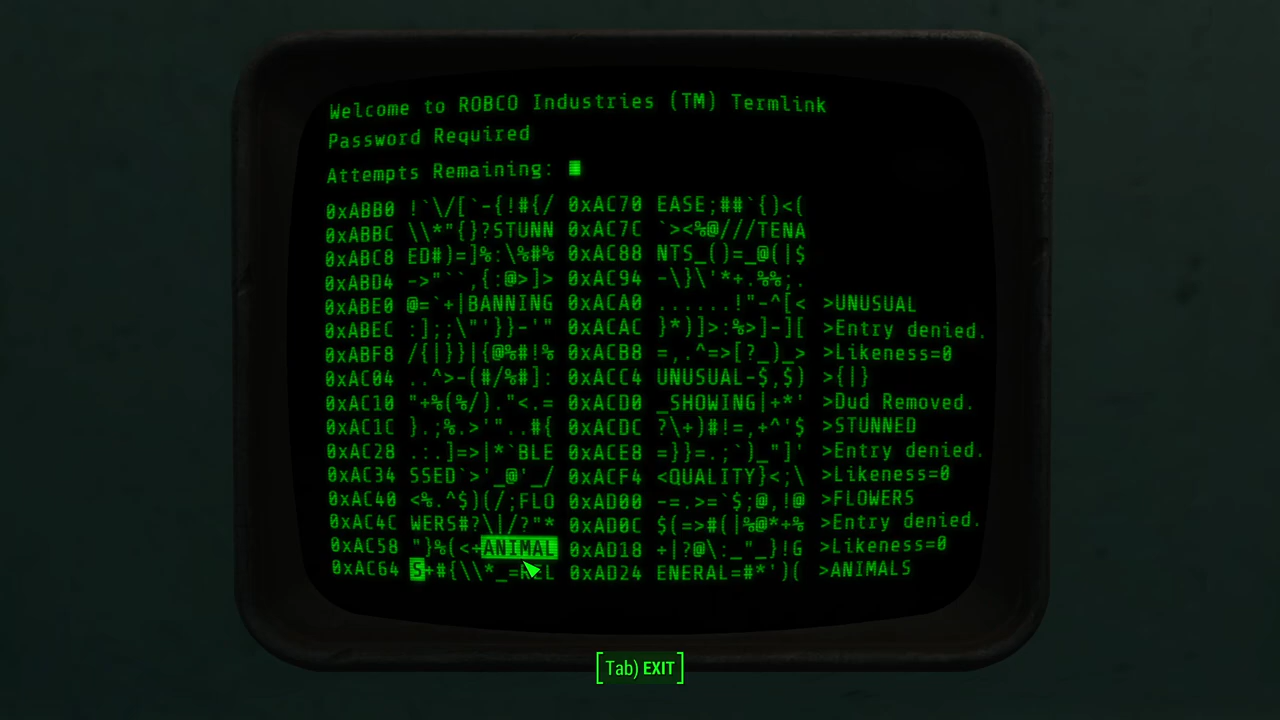 Welcome to ROBCO Industries (TM) Termlink
Password Required
Attempts Remaining: ■
0xABB0 !`\/[`-{!#{/ 0xAC70 EASE;##`{)<(
0xABBC \\*"{}?STUNN 0xAC7C `><%@///TENA
0xABC8 ED#)=]%:\%#% 0xAC88 NTS_()=_@(|$
0xABD4 ->"``,{:@>]> 0xAC94 -\}\'*+.%%;.
0xABE0 @=`+|BANNING 0xACA0 ......!"-^[< >UNUSUAL
0xABEC :];;\"'}}-'" 0xACAC }*)]>:%>]-][ >Entry denied.
0xABF8 /{|}}|{@%#!% 0xACB8 =,.^=>[?_)_> >Likeness=0
0xAC04 ..^>-(#/%#]: 0xACC4 UNUSUAL-$,$) >{|}
0xAC10 "+%(%/)."<.= 0xACD0 _SHOWING|+*' >Dud Removed.
0xAC1C }.;%.>'"..#{ 0xACDC ?\+)#!=,+^'$ >STUNNED
0xAC28 .:.]=>|*`BLE 0xACE8 =}}=.;`)_"]' >Entry denied.
0xAC34 SSED`>'_@'_/ 0xACF4 <QUALITY}<;\ >Likeness=0
0xAC40 <%.^$)(/;FLO 0xAD00 -=.>=`$;@,!@ >FLOWERS
0xAC4C WERS#?\|/?"* 0xAD0C $(=>#(|%@*+% >Entry denied.
0xAC58 "}%(<+ANIMAL 0xAD18 +|?@\:_"_}!G >Likeness=0
0xAC64 S+#{\\*_=REL 0xAD24 ENERAL=#*')( >ANIMALS
[Tab) EXIT]